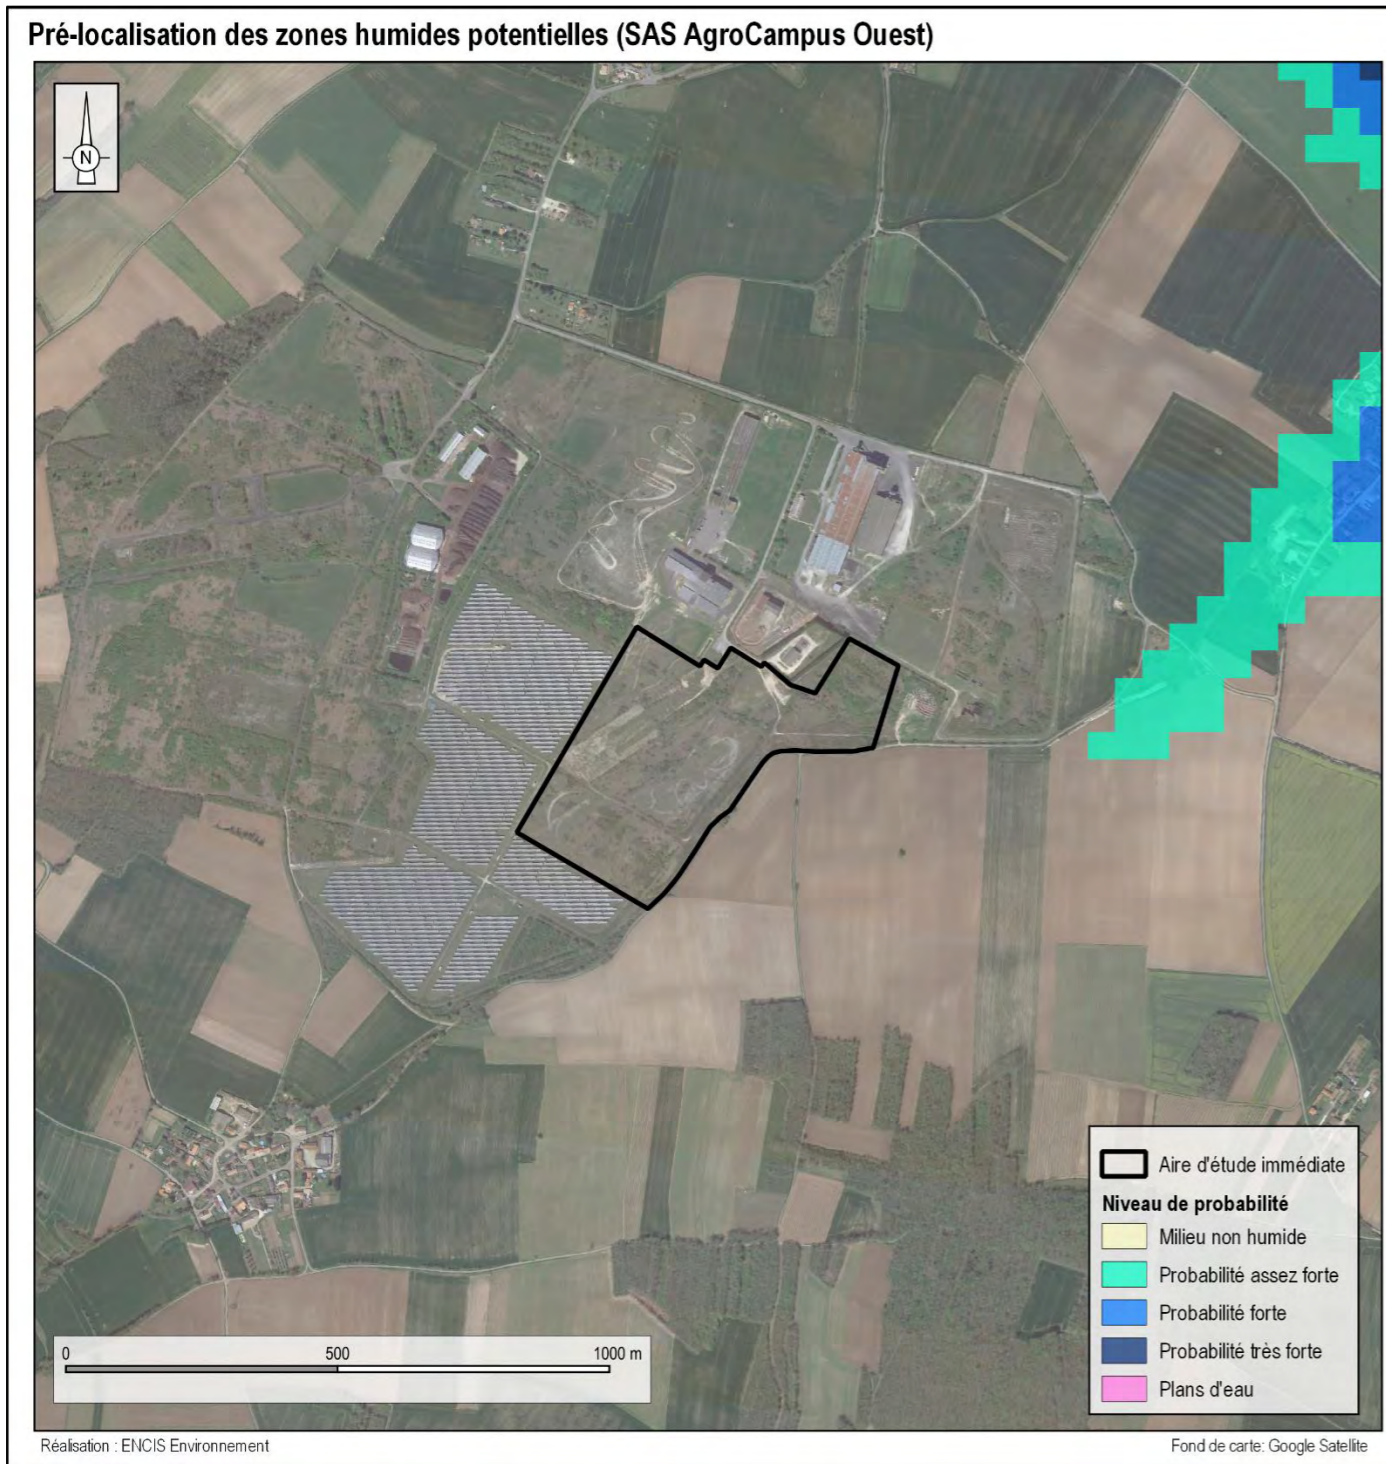 Pré-localisation des zones humides potentielles (SAS AgroCampus Ouest)
N
Aire d'étude immédiate
Niveau de probabilité
Milieu non humide
Probabilité assez forte
Probabilité forte
Probabilité très forte
Plans d'eau
0 500 1000 m
Réalisation : ENCIS Environnement
Fond de carte: Google Satellite